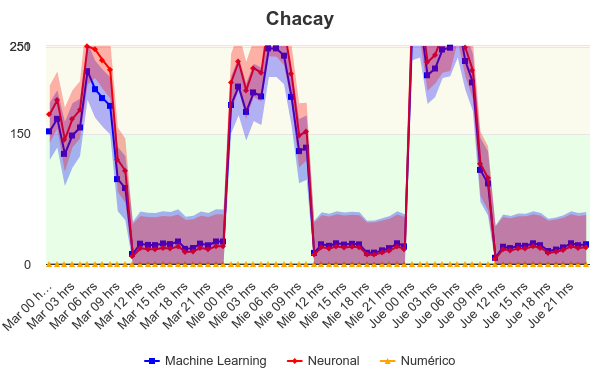 Chacay
250
150
0
Mar 00 h...
Mar 03 hrs
Mar 06 hrs
Mar 09 hrs
Mar 12 hrs
Mar 15 hrs
Mar 18 hrs
Mar 21 hrs
Mie 00 hrs
Mie 03 hrs
Mie 06 hrs
Mie 09 hrs
Mie 12 hrs
Mie 15 hrs
Mie 18 hrs
Mie 21 hrs
Jue 00 hrs
Jue 03 hrs
Jue 06 hrs
Jue 09 hrs
Jue 12 hrs
Jue 15 hrs
Jue 18 hrs
Jue 21 hrs
Machine Learning Neuronal Numérico